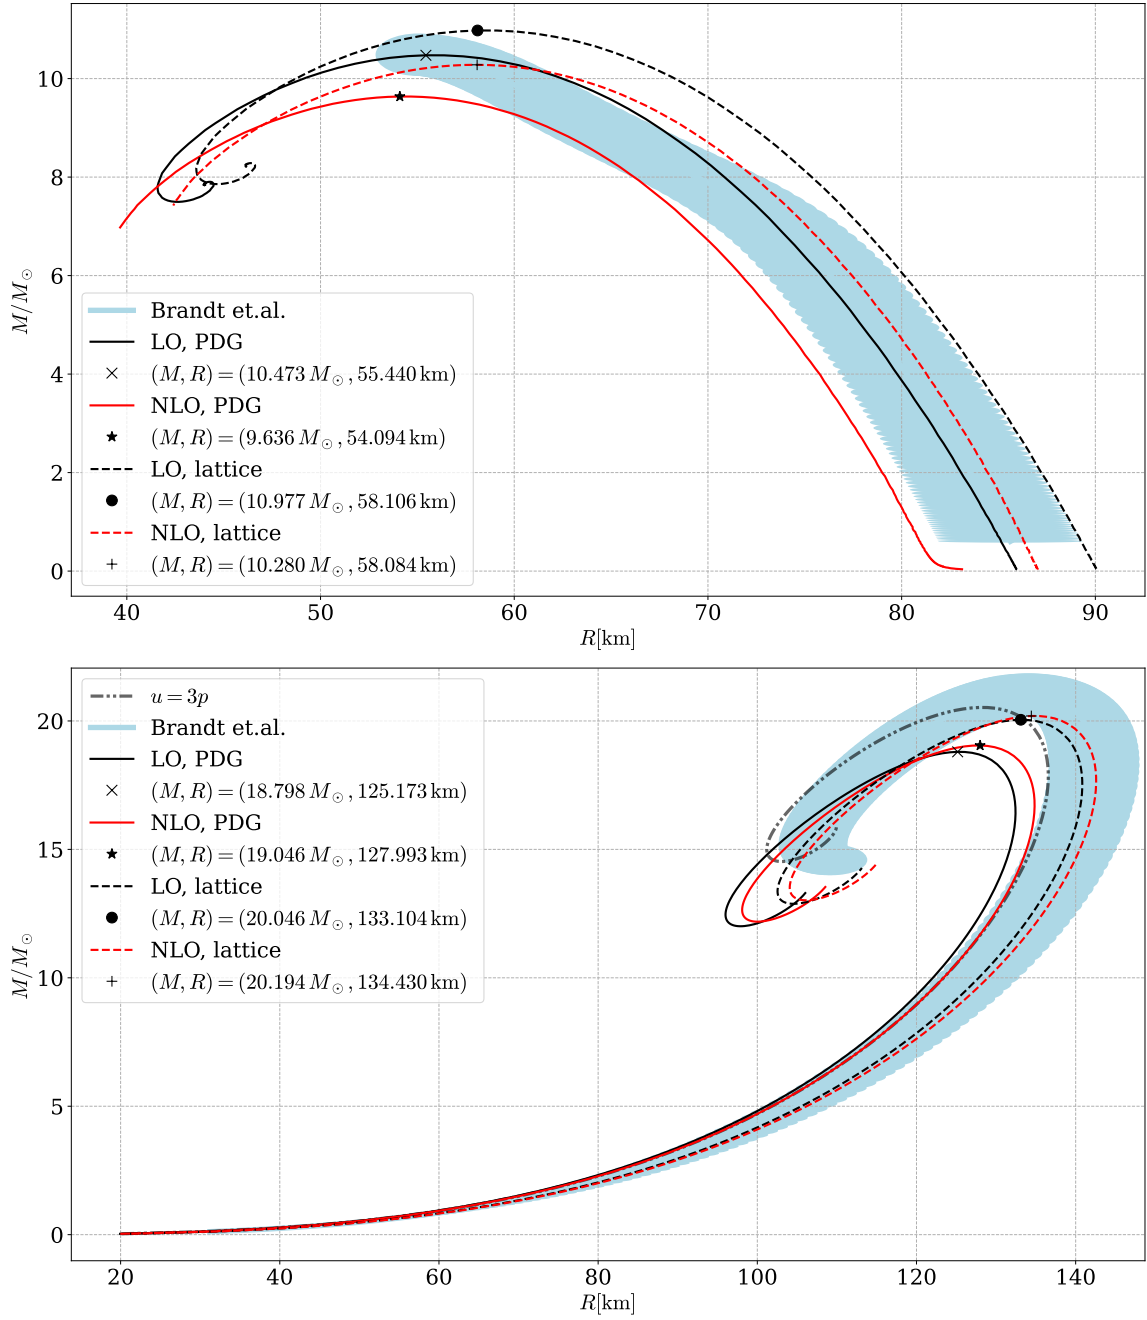 10
8
6
4
2
0
M/M⊙
Brandt et.al.
LO, PDG
(M, R) = (10.473 M⊙, 55.440 km)
NLO, PDG
(M, R) = (9.636 M⊙, 54.094 km)
LO, lattice
(M, R) = (10.977 M⊙, 58.106 km)
NLO, lattice
(M, R) = (10.280 M⊙, 58.084 km)
40 50 60 70 80 90
R[km]
20
15
10
5
0
M/M⊙
u = 3p
Brandt et.al.
LO, PDG
(M, R) = (18.798 M⊙, 125.173 km)
NLO, PDG
(M, R) = (19.046 M⊙, 127.993 km)
LO, lattice
(M, R) = (20.046 M⊙, 133.104 km)
NLO, lattice
(M, R) = (20.194 M⊙, 134.430 km)
20 40 60 80 100 120 140
R[km]